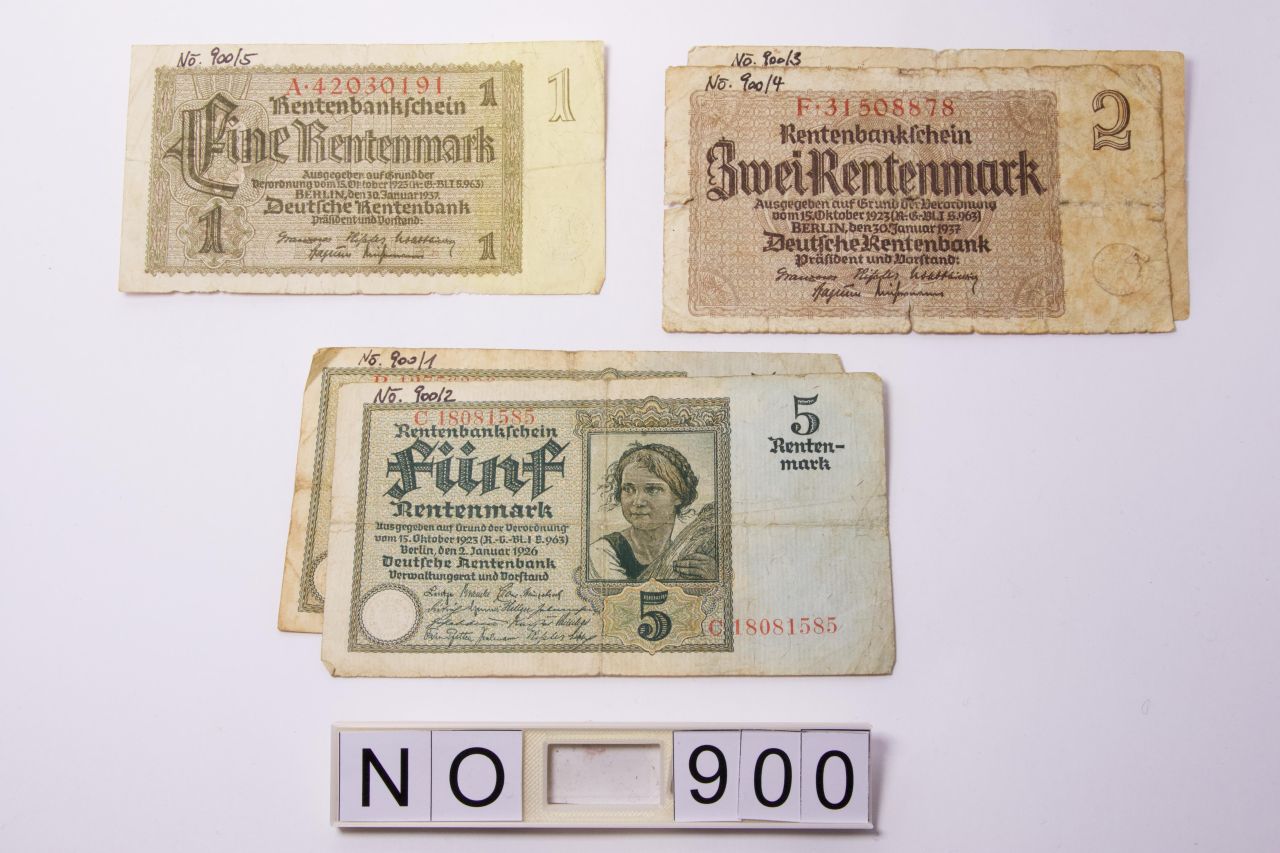 No. 900/5
A·42030191
Rentenbankschein
1
1
Eine Rentenmark
Ausgegeben auf Grund der
Verordnung vom 15. Oktober 1923 (R.-G.-Bl. I S. 963)
BERLIN, den 30. Januar 1937.
Deutsche Rentenbank
Präsident und Vorstand:
1
1
No. 900/3
No. 900/4
F·31508878
2
Rentenbankschein
Zwei Rentenmark
Ausgegeben auf Grund der Verordnung
vom 15. Oktober 1923 (R.-G.-Bl. I S. 963)
BERLIN, den 30. Januar 1937
Deutsche Rentenbank
Präsident und Vorstand:
No. 900/1
No. 900/2
C·18081585
Rentenbankschein
Fünf
Rentenmark
Ausgegeben auf Grund der Verordnung
vom 15. Oktober 1923 (R.-G.-Bl. I S. 963)
Berlin, den 2. Januar 1926
Deutsche Rentenbank
Verwaltungsrat und Vorstand
5
Renten-
mark
5
C·18081585
NO 900